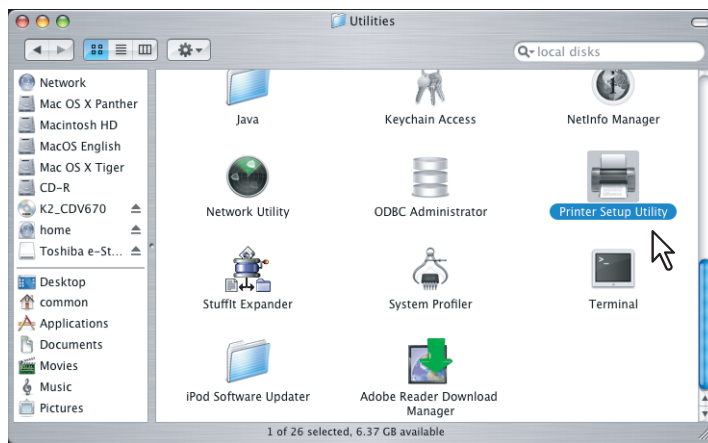 Utilities
local disks
Network
Mac OS X Panther
Macintosh HD
MacOS English
Mac OS X Tiger
CD-R
K2_CDV670
home
Toshiba e-St...
Desktop
common
Applications
Documents
Movies
Music
Pictures
Java
Keychain Access
NetInfo Manager
Network Utility
ODBC Administrator
Printer Setup Utility
StuffIt Expander
System Profiler
Terminal
iPod Software Updater
Adobe Reader Download
Manager
1 of 26 selected, 6.37 GB available